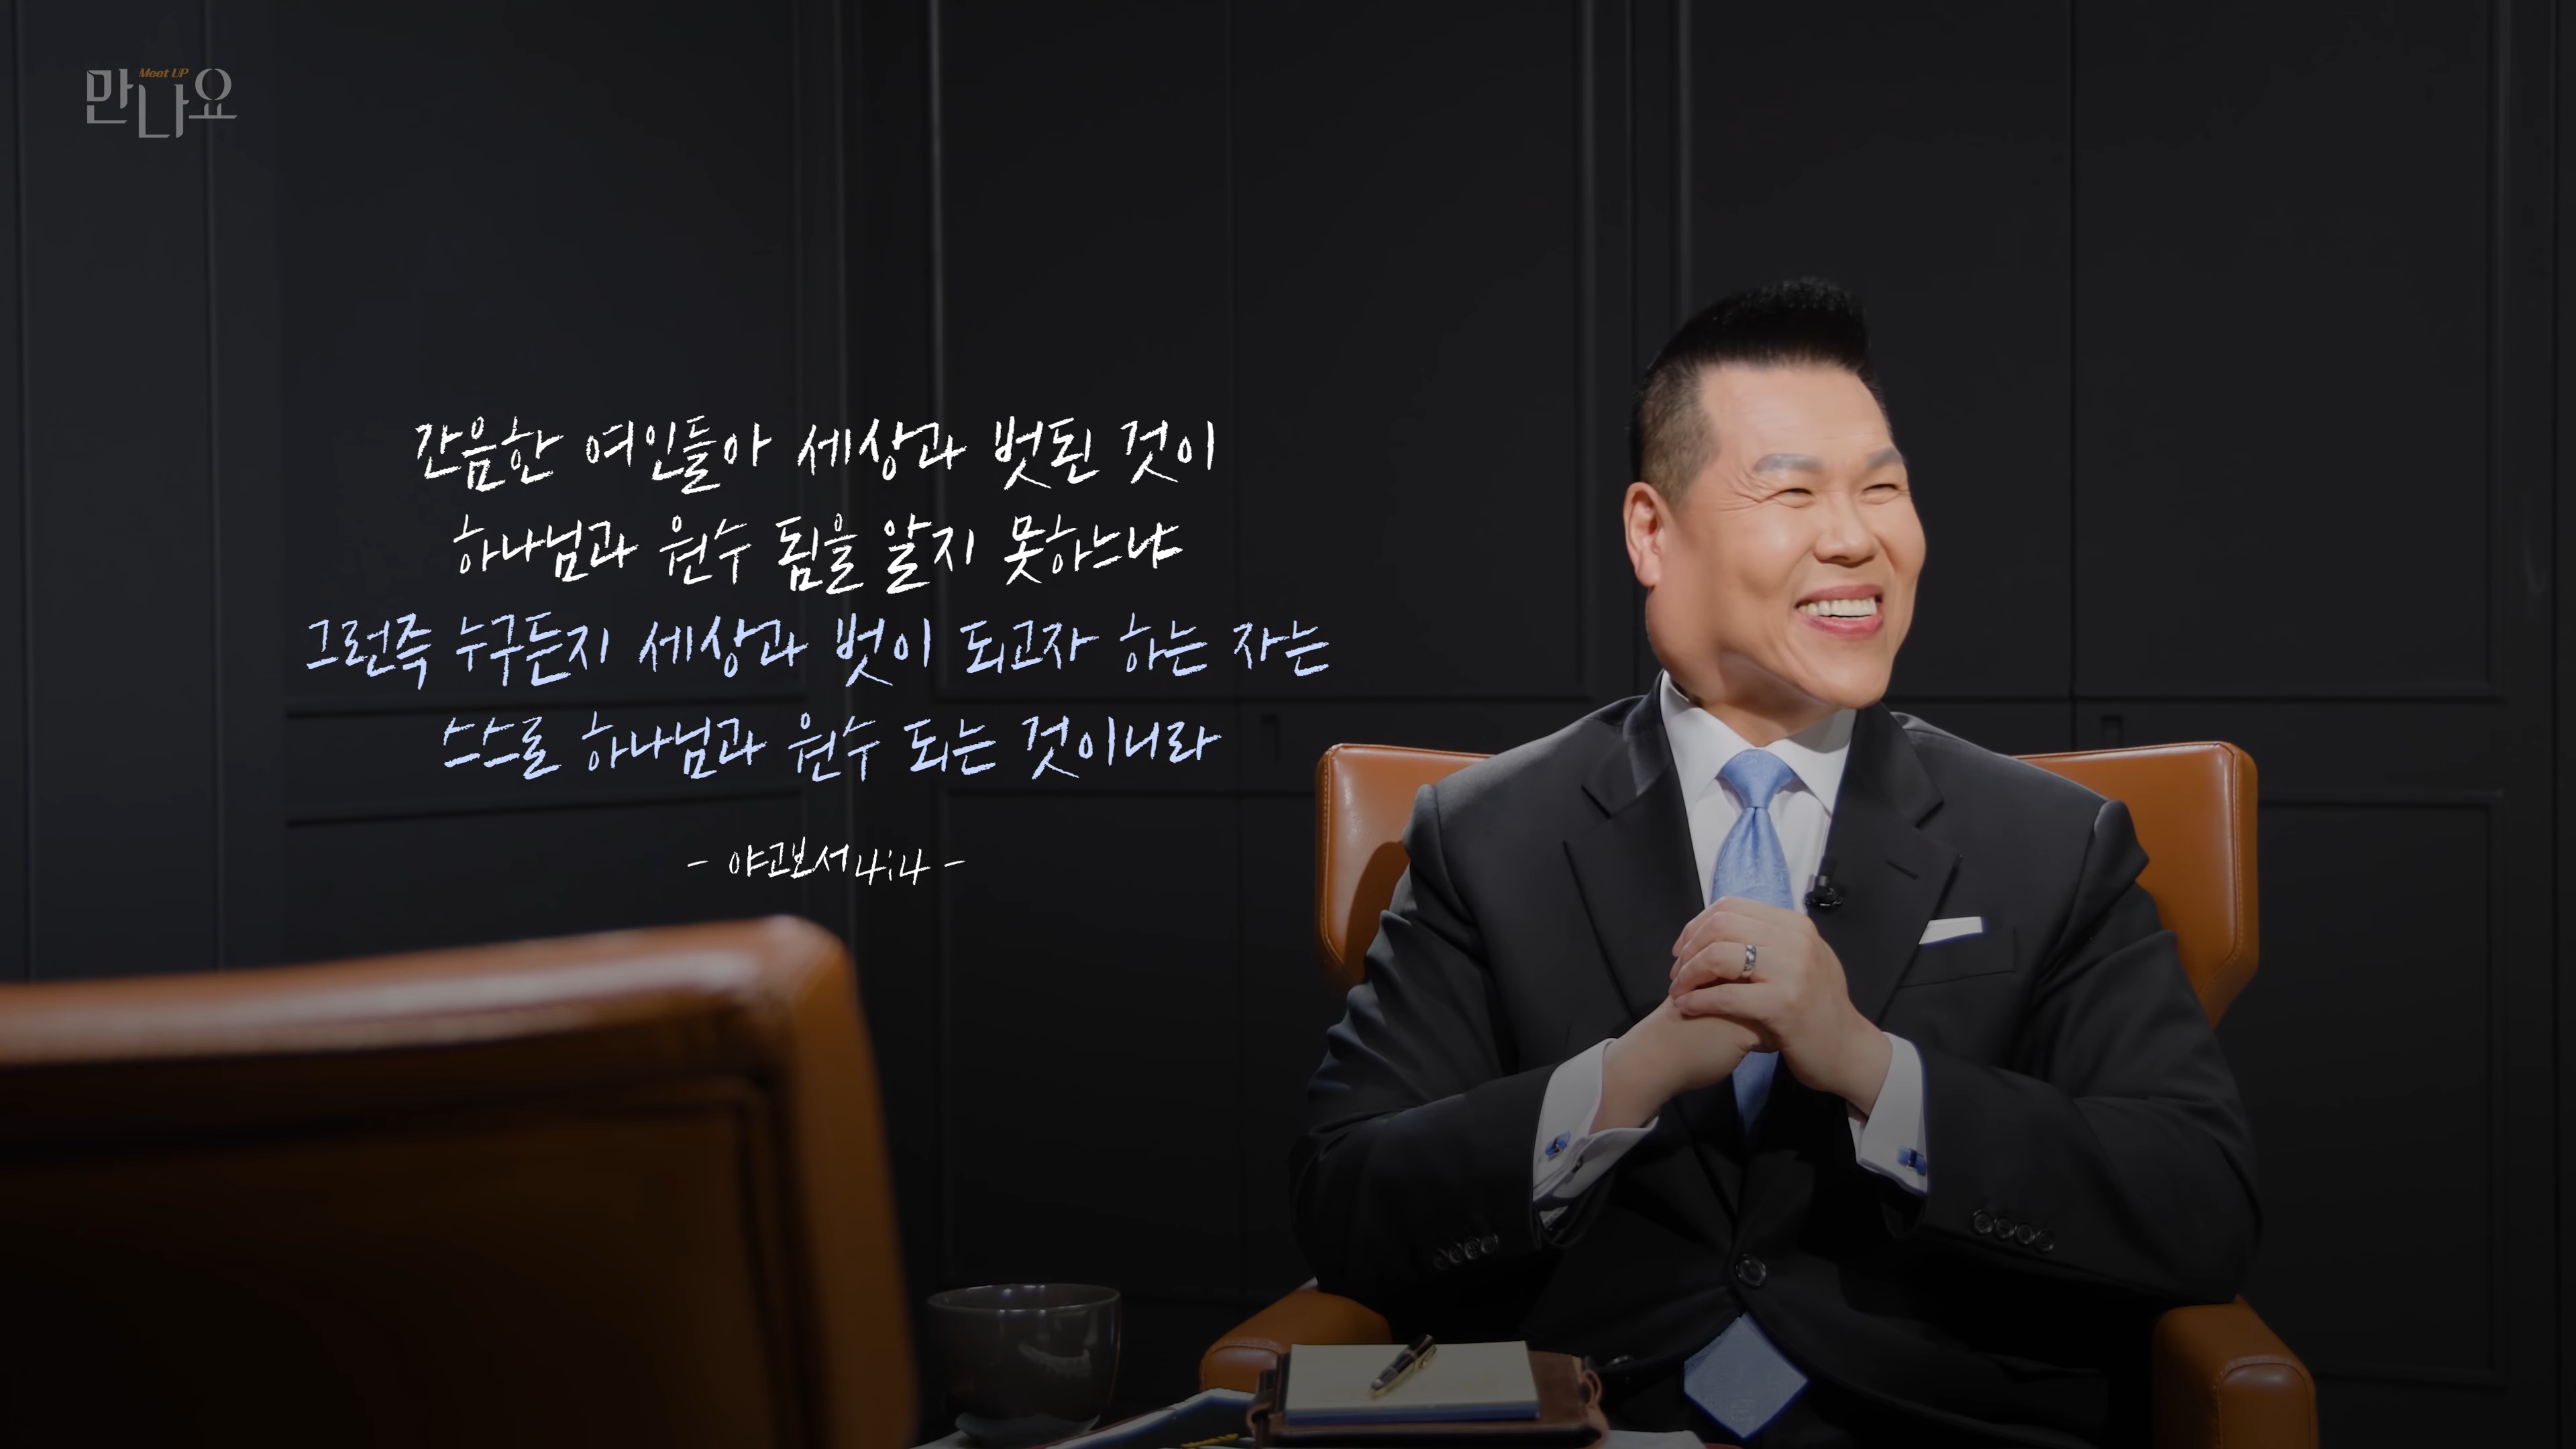 Meet UP
만나요
간음한 여인들아 세상과 벗된 것이
하나님과 원수 됨을 알지 못하느냐
그런즉 누구든지 세상과 벗이 되고자 하는 자는
스스로 하나님과 원수 되는 것이니라
- 야고보서 4:4 -